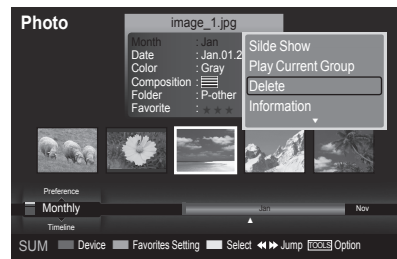 Photo
image_1.jpg
Month : Jan
Date : Jan.01.2
Color : Gray
Composition :
Folder : P-other
Favorite : ★ ★ ★
Silde Show
Play Current Group
Delete
Information
Preference
Monthly
Timeline
Jan
Nov
SUM Device Favorites Setting Select Jump TOOLS Option